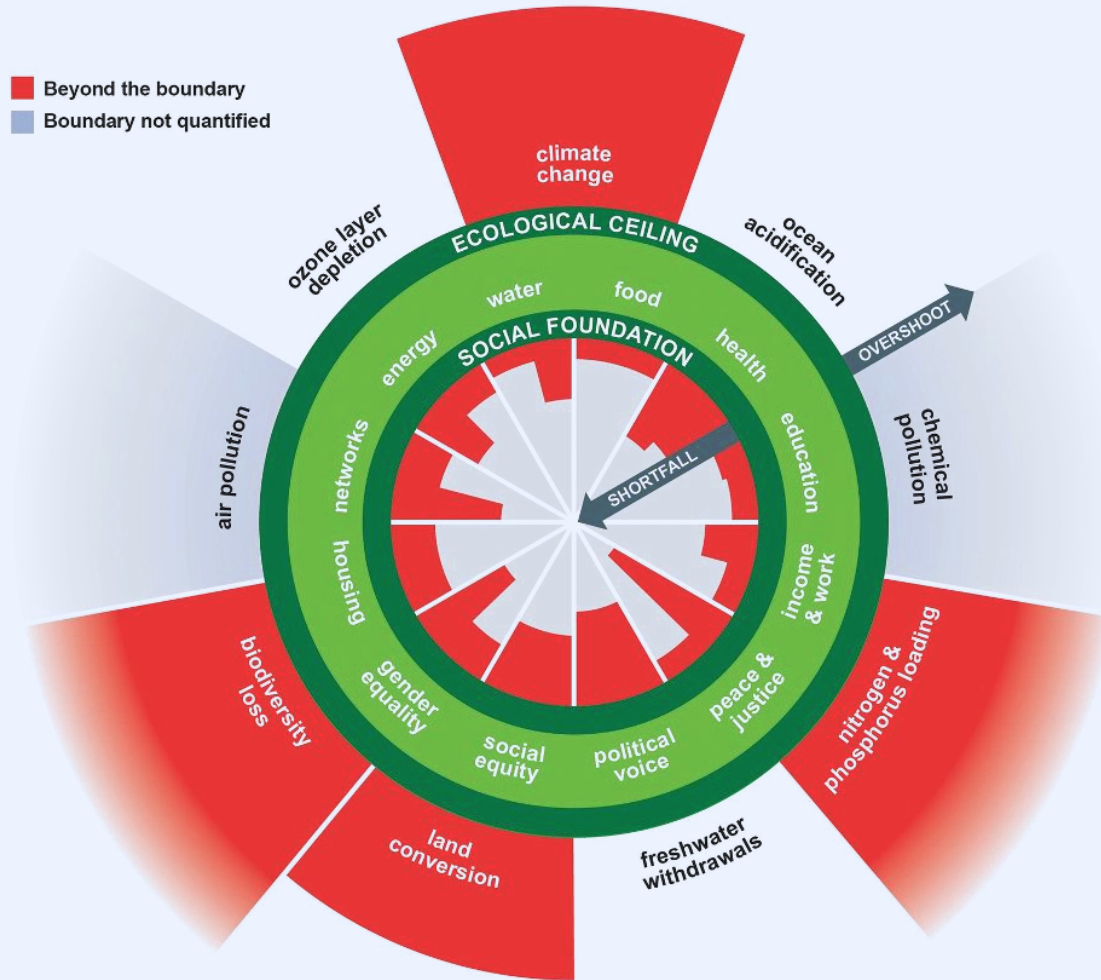 Beyond the boundary
Boundary not quantified
climate
change
ozone layer
depletion
ocean
acidification
ECOLOGICAL CEILING
OVERSHOOT
water
food
energy
health
SOCIAL FOUNDATION
networks
education
SHORTFALL
air pollution
chemical
pollution
housing
income
& work
biodiversity
loss
gender
equality
peace &
justice
nitrogen &
phosphorus loading
social
equity
political
voice
land
conversion
freshwater
withdrawals